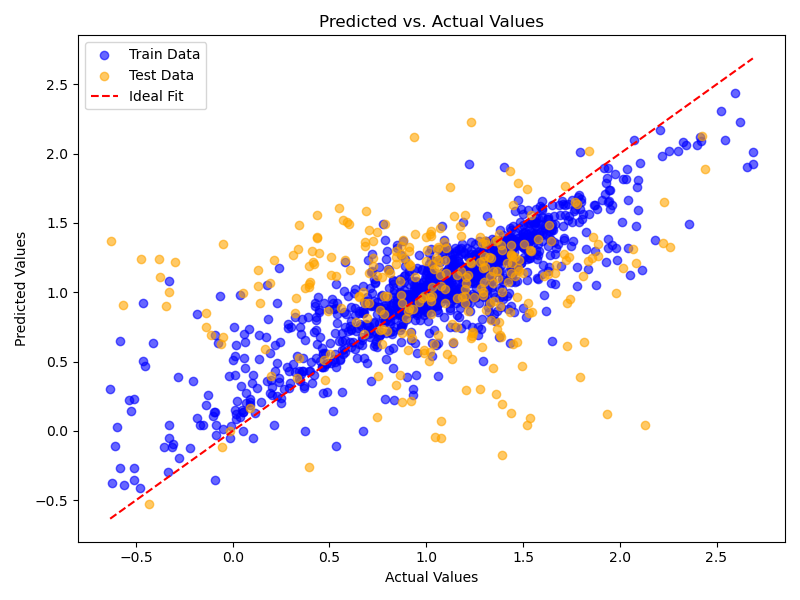 Predicted vs. Actual Values
Train Data
Test Data
Ideal Fit
Predicted Values
2.5
2.0
1.5
1.0
0.5
0.0
−0.5
−0.5
0.0
0.5
1.0
1.5
2.0
2.5
Actual Values